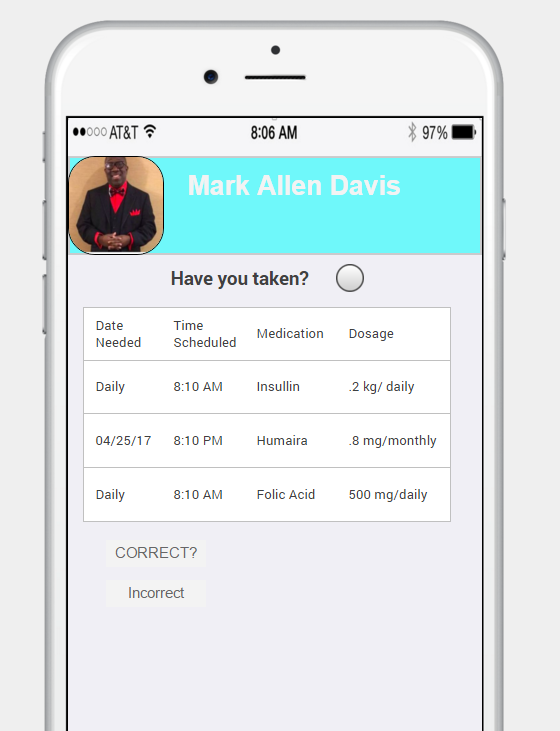 AT&T 8:06 AM 97%
Mark Allen Davis
Have you taken?
Date Needed Time Scheduled Medication Dosage
Daily 8:10 AM Insullin .2 kg/ daily
04/25/17 8:10 PM Humaira .8 mg/monthly
Daily 8:10 AM Folic Acid 500 mg/daily
CORRECT?
Incorrect